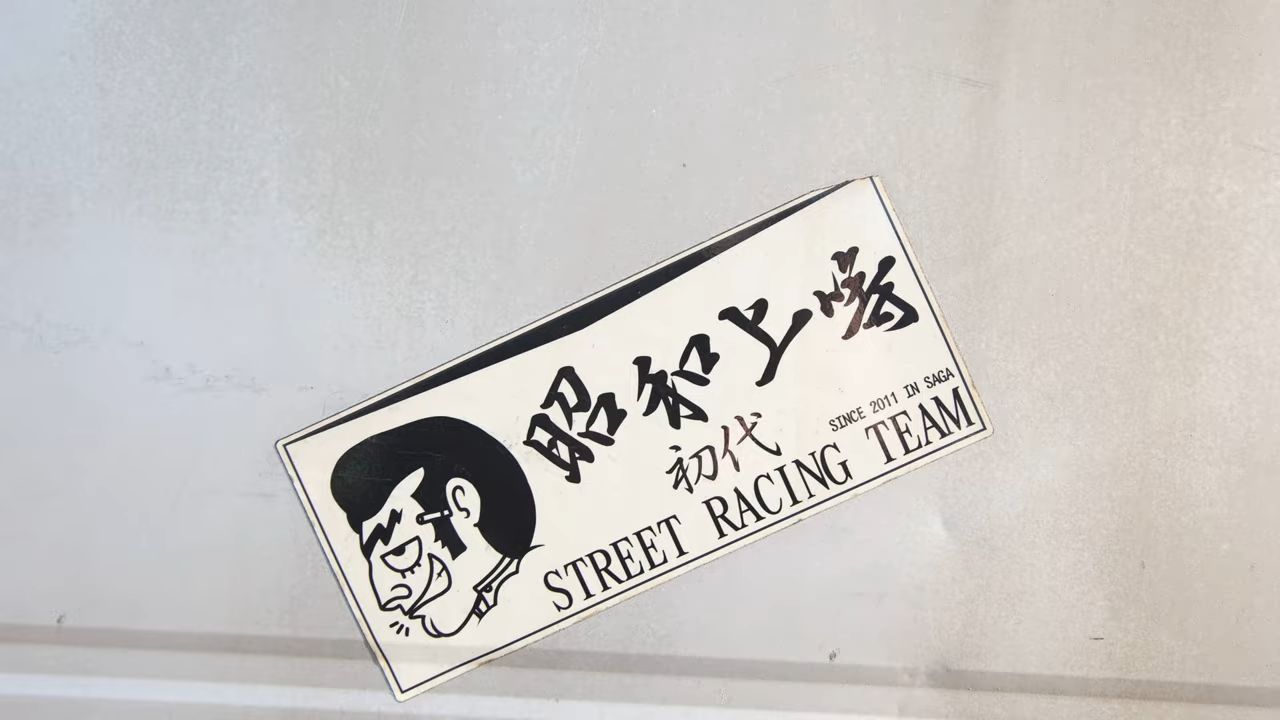 昭和上等
初代
SINCE 2011 IN SAGA
STREET RACING TEAM